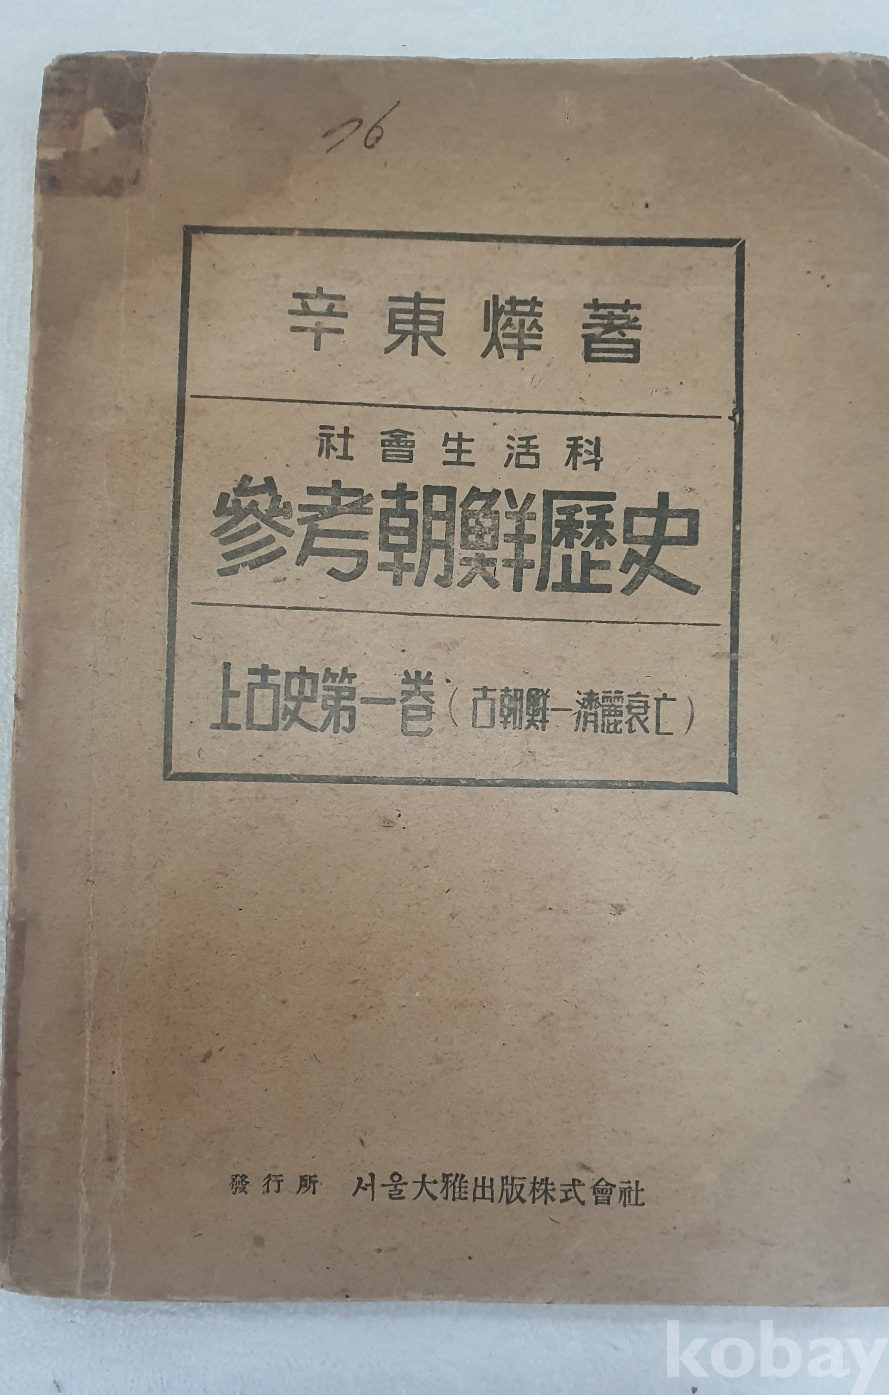 76
辛東燁著
社會生活科
參考朝鮮歷史
上古史第一巻(古朝鮮—濟麗衰亡)
發行所 서울大雅出版株式會社
kobay